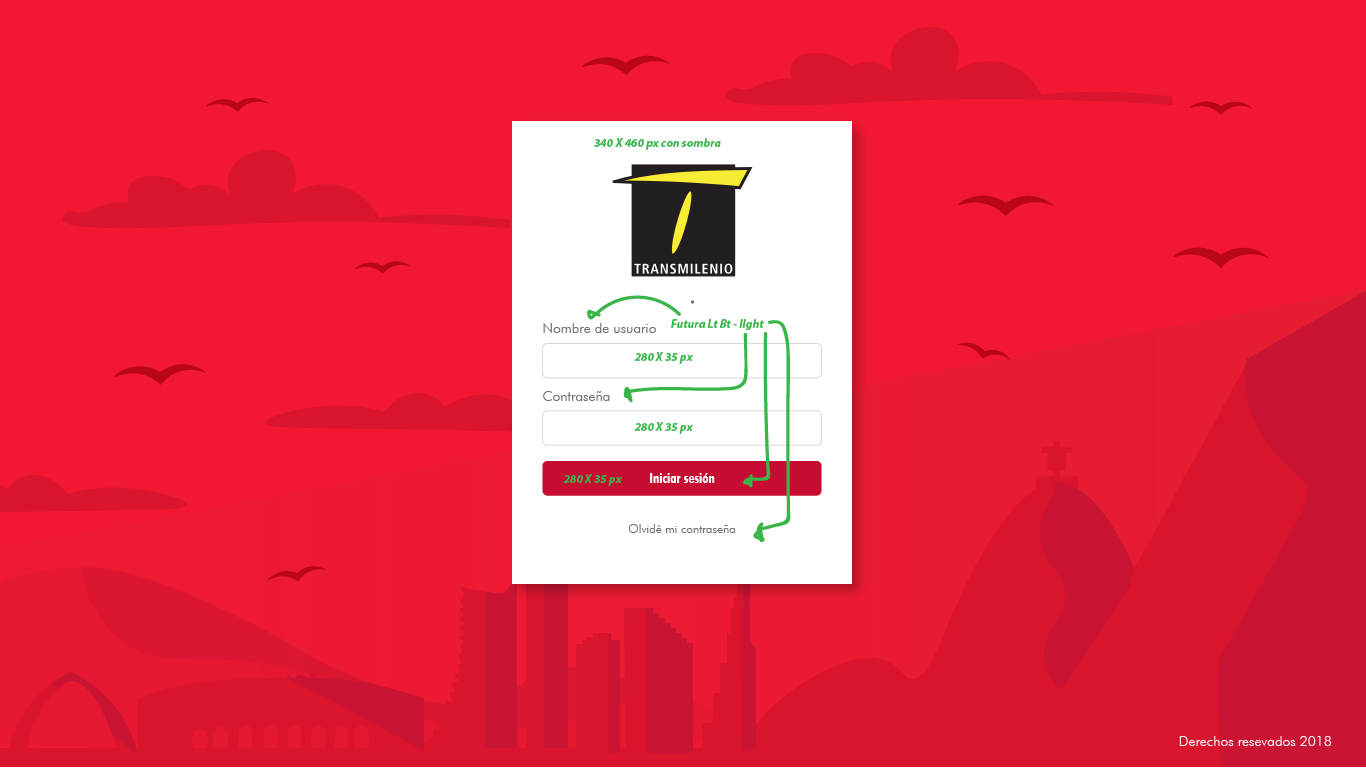 340 X 460 px con sombra
TRANSMILENIO
Nombre de usuario
Futura Lt Bt - lIght
280 X 35 px
Contraseña
280 X 35 px
280 X 35 px Iniciar sesión
Olvidé mi contraseña
Derechos resevados 2018